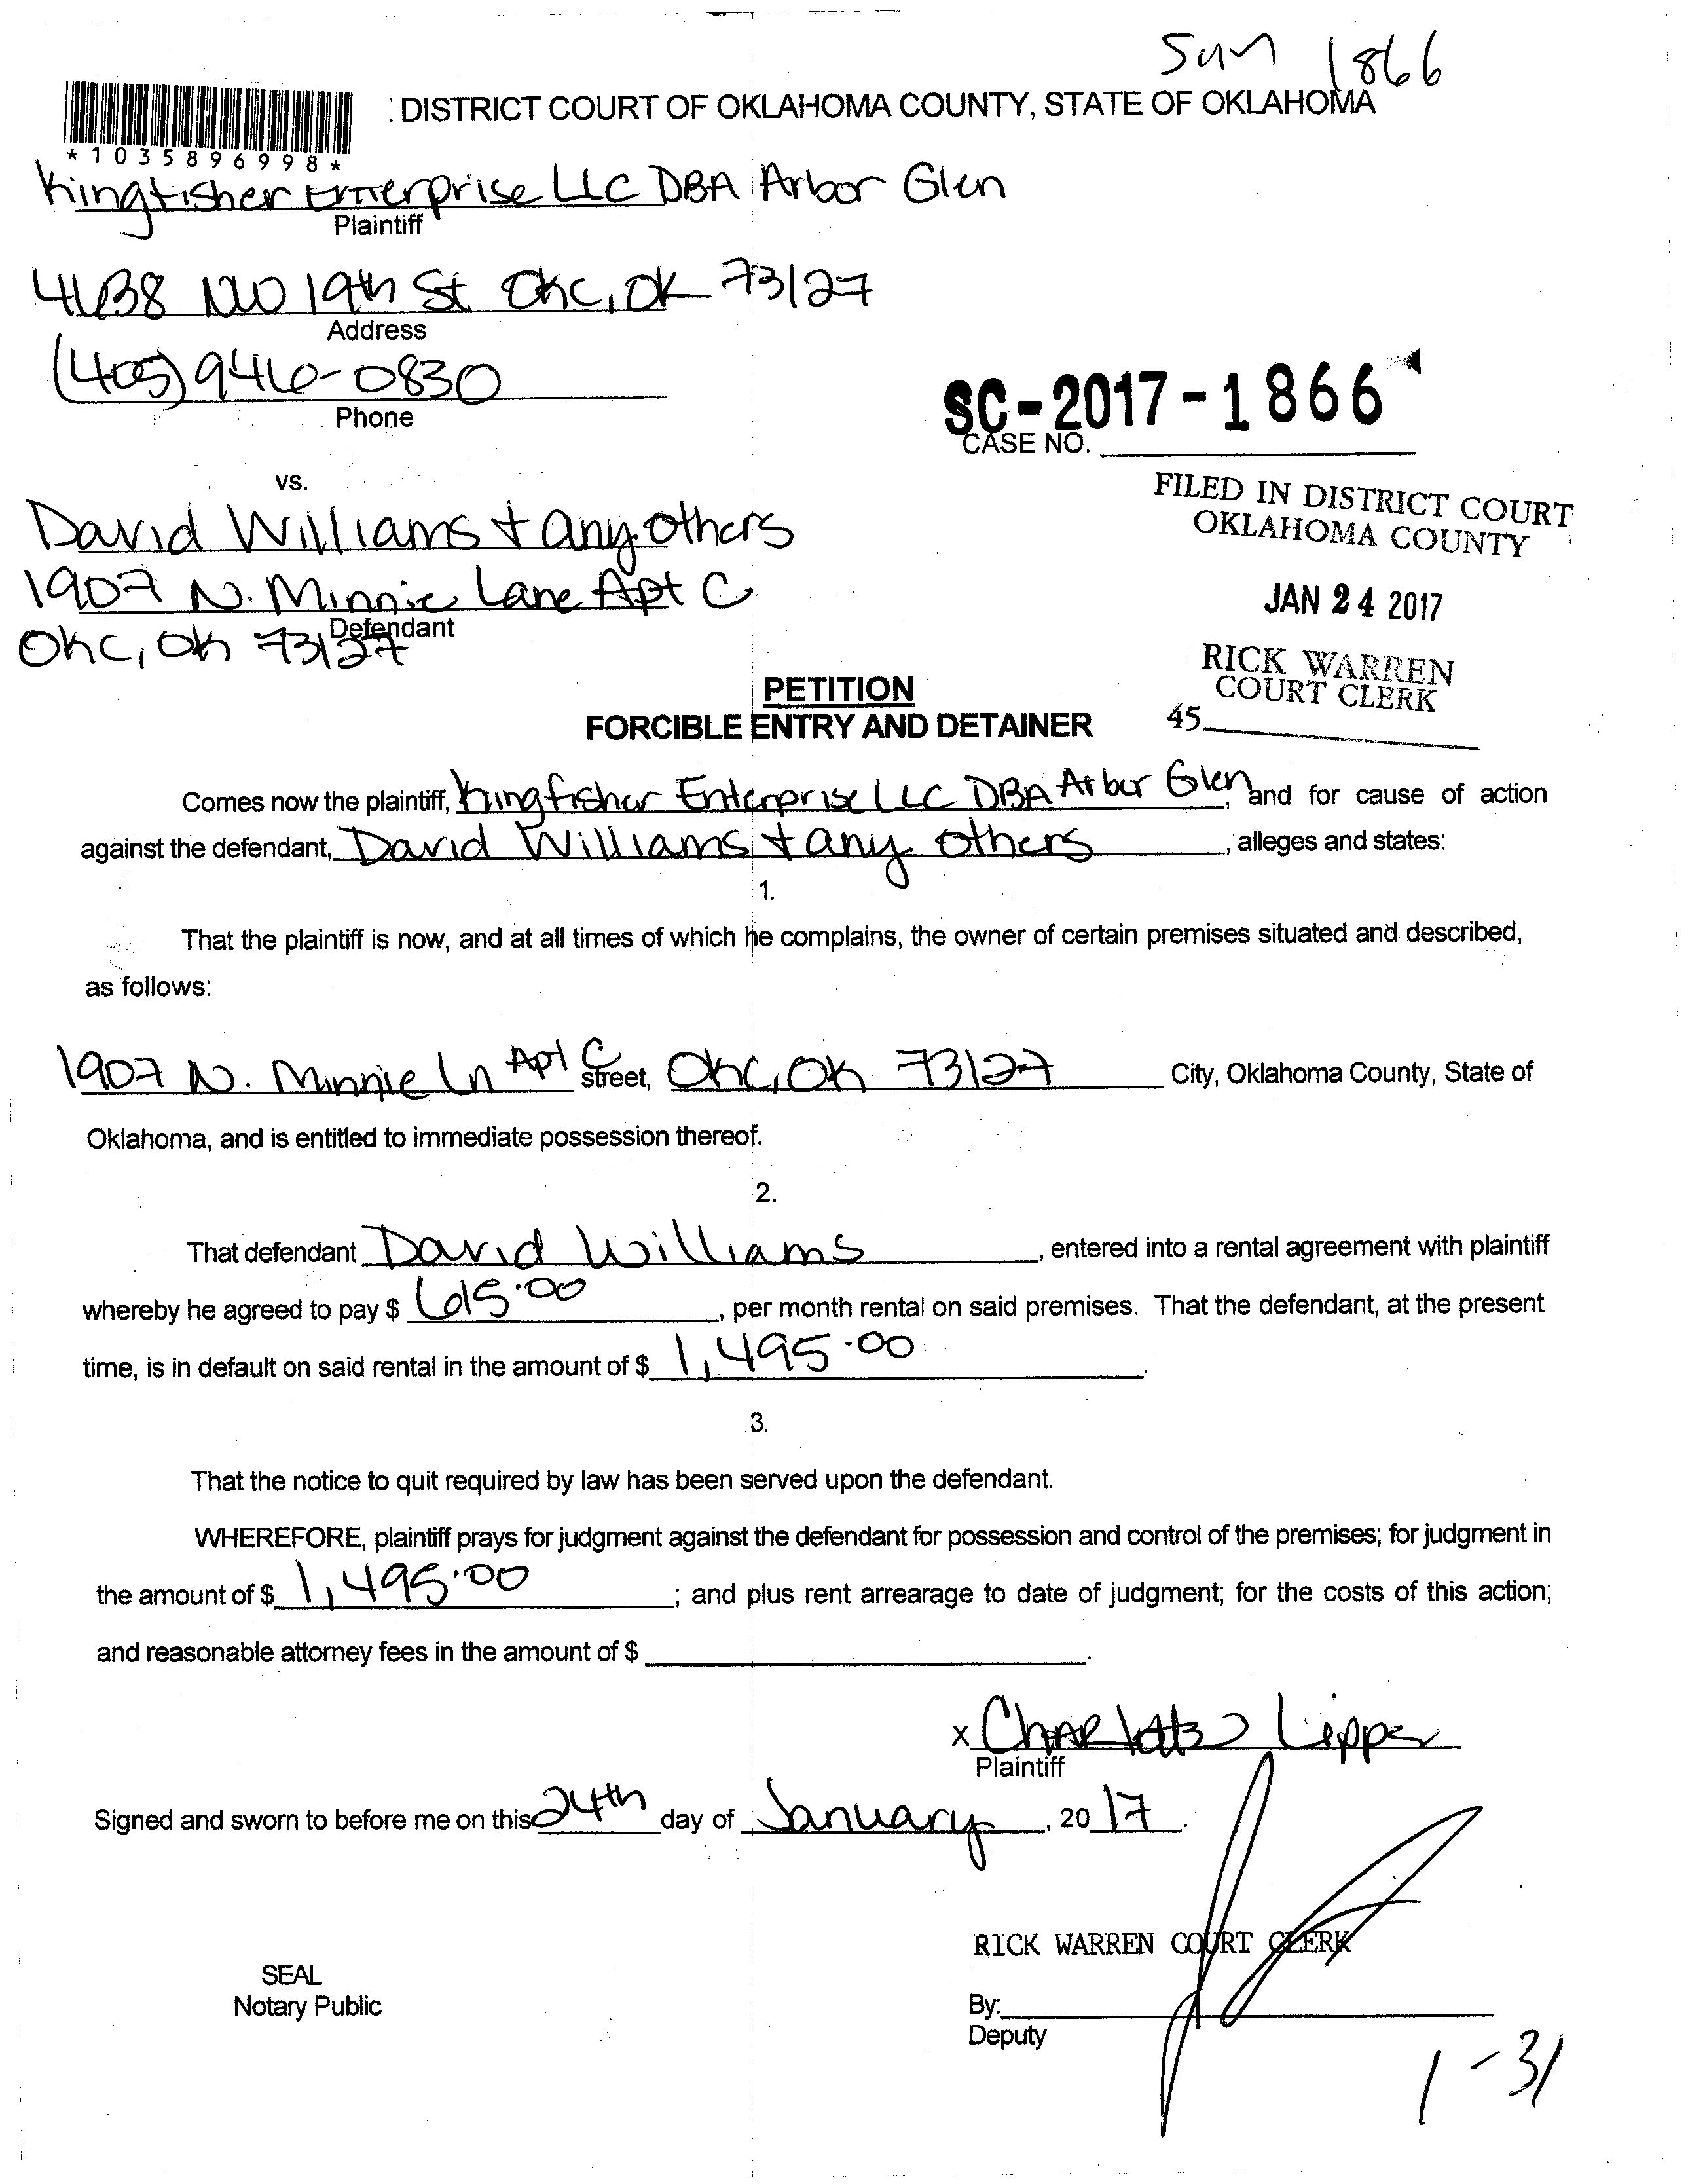 Sum 1866
DISTRICT COURT OF OKLAHOMA COUNTY, STATE OF OKLAHOMA
*1035896998*
Kingfisher Enterprise LLC DBA Arbor Glen
Plaintiff
4638 NW 19th St Okc, Ok 73127
Address
(405) 946-0830
Phone
SC-2017-1866
CASE NO.
vs.
FILED IN DISTRICT COURT
OKLAHOMA COUNTY
David Williams + any others
1907 N. Minnie Lane Apt C
JAN 24 2017
Defendant
Okc, Ok 73127
RICK WARREN
COURT CLERK
45
PETITION
FORCIBLE ENTRY AND DETAINER
Comes now the plaintiff, Kingfisher Enterprise LLC DBA Arbor Glen, and for cause of action
against the defendant, David Williams + any others, alleges and states:
1.
That the plaintiff is now, and at all times of which he complains, the owner of certain premises situated and described,
as follows:
1907 N. Minnie Ln Apt C street, Okc, Ok 73127 City, Oklahoma County, State of
Oklahoma, and is entitled to immediate possession thereof.
2.
That defendant David Williams, entered into a rental agreement with plaintiff
whereby he agreed to pay $ 615.00, per month rental on said premises. That the defendant, at the present
time, is in default on said rental in the amount of $ 1,495.00.
3.
That the notice to quit required by law has been served upon the defendant.
WHEREFORE, plaintiff prays for judgment against the defendant for possession and control of the premises; for judgment in
the amount of $ 1,495.00; and plus rent arrearage to date of judgment; for the costs of this action;
and reasonable attorney fees in the amount of $ .
x Charlotte Lipps
Plaintiff
Signed and sworn to before me on this 24th day of January, 2017.
RICK WARREN COURT CLERK
SEAL
Notary Public
By:
Deputy
1-31